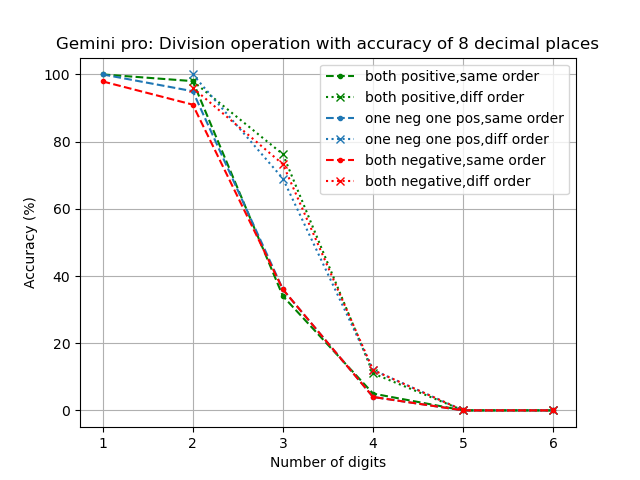 Gemini pro: Division operation with accuracy of 8 decimal places
100
80
60
40
20
0
Accuracy (%)
both positive,same order
both positive,diff order
one neg one pos,same order
one neg one pos,diff order
both negative,same order
both negative,diff order
1 2 3 4 5 6
Number of digits